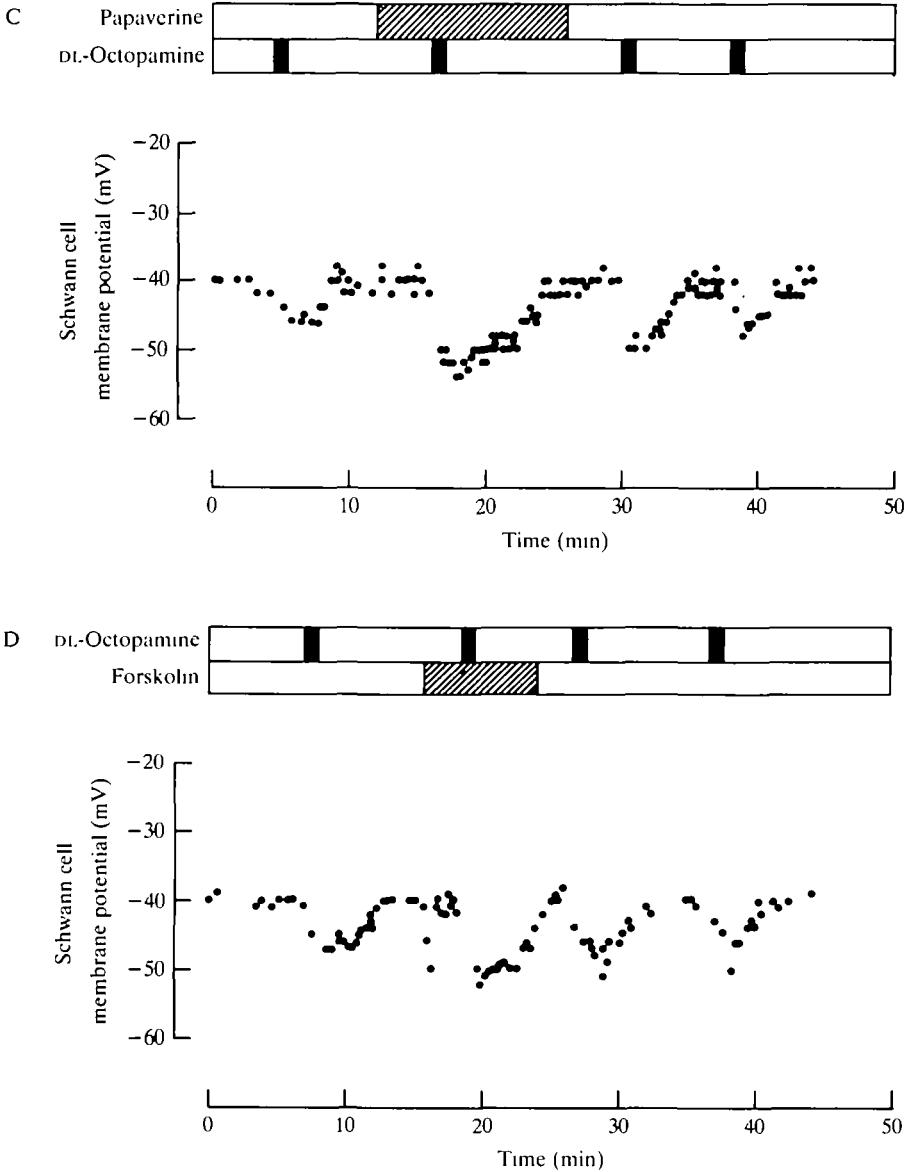 C Papaverine
DL-Octopamine
−20
−30
−40
−50
−60
Schwann cell
membrane potential (mV)
0 10 20 30 40 50
Time (min)
D DL-Octopamine
Forskolin
−20
−30
−40
−50
−60
Schwann cell
membrane potential (mV)
0 10 20 30 40 50
Time (min)